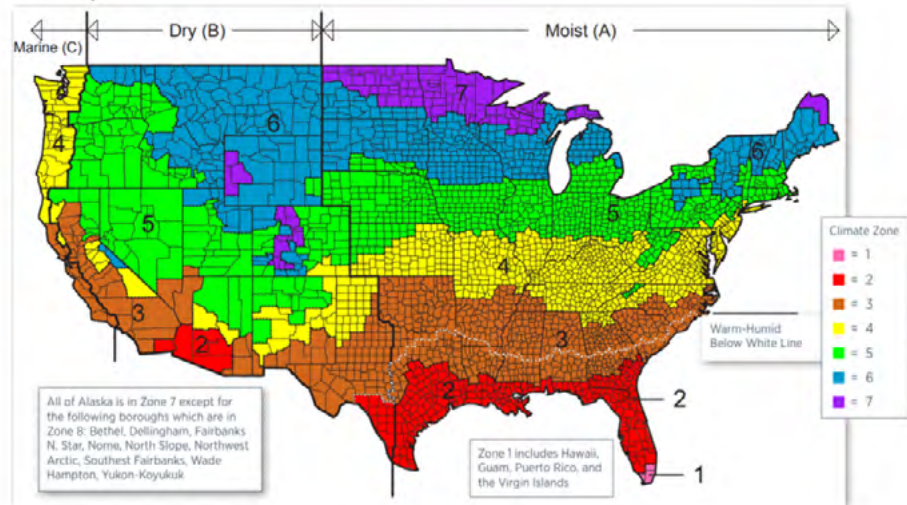 Marine (C)
Dry (B)
Moist (A)
7
6
4
6
5
5
4
3
3
2
2
2
1
Climate Zone
= 1
= 2
= 3
= 4
= 5
= 6
= 7
Warm-Humid
Below White Line
All of Alaska is in Zone 7 except for
the following boroughs which are in
Zone 8: Bethel, Dellingham, Fairbanks
N. Star, Nome, North Slope, Northwest
Arctic, Southest Fairbanks, Wade
Hampton, Yukon-Koyukuk
Zone 1 includes Hawaii,
Guam, Puerto Rico, and
the Virgin Islands